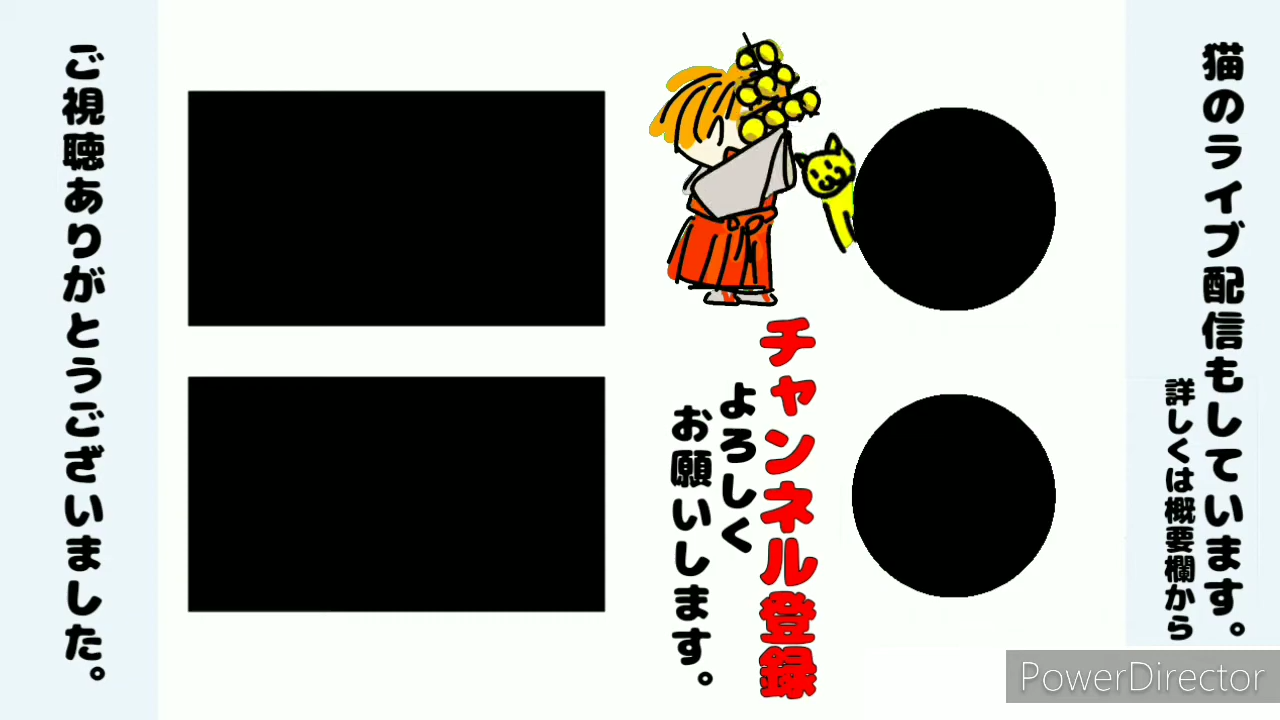 猫のライブ配信もしています。
詳しくは概要欄から
チャンネル登録
よろしく
お願いします。
ご視聴ありがとうございました。
PowerDirector